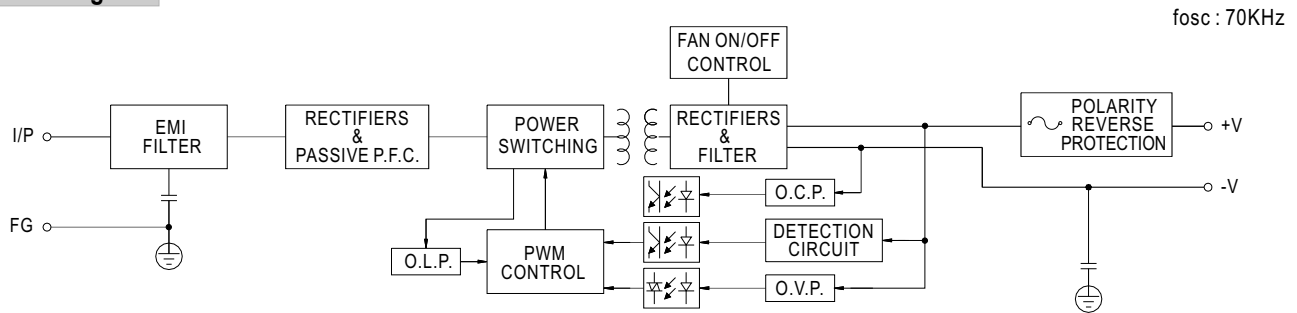 fosc : 70KHz
FAN ON/OFF
CONTROL
I/P
EMI
FILTER
RECTIFIERS
&
PASSIVE P.F.C.
POWER
SWITCHING
RECTIFIERS
&
FILTER
POLARITY
REVERSE
PROTECTION
+V
-V
O.C.P.
FG
DETECTION
CIRCUIT
O.L.P.
PWM
CONTROL
O.V.P.